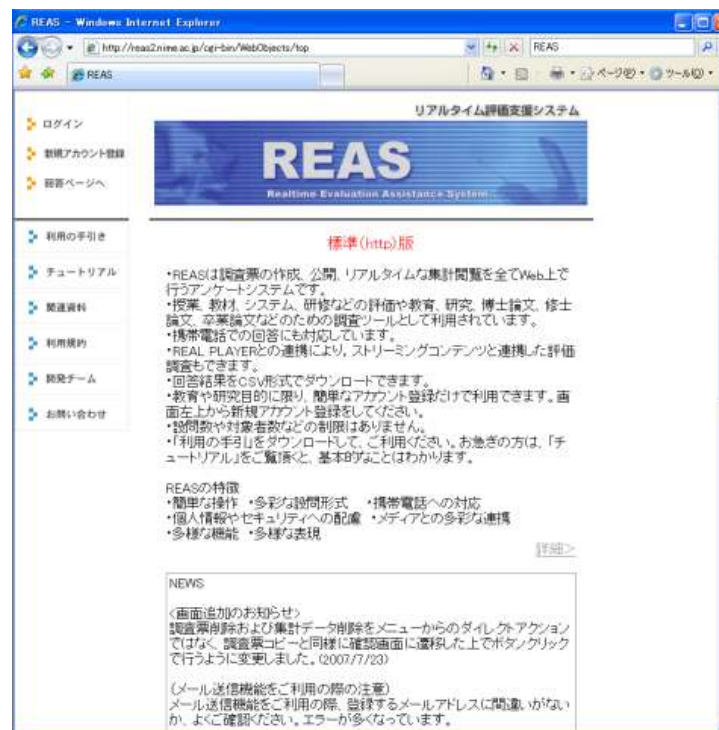 REAS - Windows Internet Explorer
http://reas2.nime.ac.jp/cgi-bin/WebObjects/top
REAS
REAS
ページ(P)
ツール(O)
リアルタイム評価支援システム
ログイン
新規アカウント登録
回答ページへ
REAS
Realtime Evaluation Assistance System
利用の手引き
チュートリアル
関連資料
利用規約
開発チーム
お問い合わせ
標準(http)版
・REASは調査票の作成、公開、リアルタイムな集計閲覧を全てWeb上で
行うアンケートシステムです。
・授業、教材、システム、研修などの評価や教育、研究、博士論文、修士
論文、卒業論文などのための調査ツールとして利用されています。
・携帯電話での回答にも対応しています。
・REAL PLAYERとの連携により、ストリーミングコンテンツと連携した評価
調査もできます。
・回答結果をCSV形式でダウンロードできます。
・教育や研究目的に限り、簡単なアカウント登録だけで利用できます。画
面左上から新規アカウント登録をしてください。
・設問数や対象者数などの制限はありません。
・「利用の手引」をダウンロードして、ご利用ください。お急ぎの方は、「チ
ュートリアル」をご覧頂くと、基本的なことはわかります。
REASの特徴
・簡単な操作 ・多彩な設問形式 ・携帯電話への対応
・個人情報やセキュリティへの配慮 ・メディアとの多彩な連携
・多様な機能 ・多様な表現
詳細>
NEWS
<画面追加のお知らせ>
調査票削除および集計データ削除をメニューからのダイレクトアクション
ではなく、調査票コピーと同様に確認画面に遷移した上でボタンクリック
で行うように変更しました。(2007/7/23)
(メール送信機能をご利用の際の注意)
メール送信機能をご利用の際、登録するメールアドレスに間違いがない
か、よくご確認ください。エラーが多くなっています。